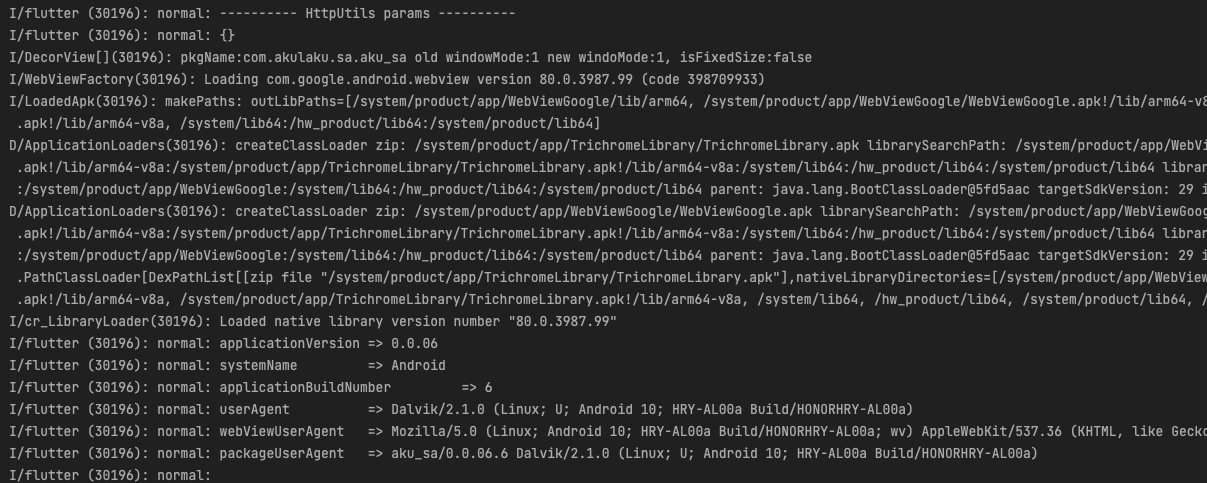 I/flutter (30196): normal: ---------- HttpUtils params ----------
I/flutter (30196): normal: {}
I/DecorView[](30196): pkgName:com.akulaku.sa.aku_sa old windowMode:1 new windoMode:1, isFixedSize:false
I/WebViewFactory(30196): Loading com.google.android.webview version 80.0.3987.99 (code 398709933)
I/LoadedApk(30196): makePaths: outLibPaths=[/system/product/app/WebViewGoogle/lib/arm64, /system/product/app/WebViewGoogle/WebViewGoogle.apk!/lib/arm64-v8
.apk!/lib/arm64-v8a, /system/lib64:/hw_product/lib64:/system/product/lib64]
D/ApplicationLoaders(30196): createClassLoader zip: /system/product/app/TrichromeLibrary/TrichromeLibrary.apk librarySearchPath: /system/product/app/WebVi
.apk!/lib/arm64-v8a:/system/product/app/TrichromeLibrary/TrichromeLibrary.apk!/lib/arm64-v8a:/system/lib64:/hw_product/lib64:/system/product/lib64 librar
:/system/product/app/WebViewGoogle:/system/lib64:/hw_product/lib64:/system/product/lib64 parent: java.lang.BootClassLoader@5fd5aac targetSdkVersion: 29 i
D/ApplicationLoaders(30196): createClassLoader zip: /system/product/app/WebViewGoogle/WebViewGoogle.apk librarySearchPath: /system/product/app/WebViewGoog
.apk!/lib/arm64-v8a:/system/product/app/TrichromeLibrary/TrichromeLibrary.apk!/lib/arm64-v8a:/system/lib64:/hw_product/lib64:/system/product/lib64 librar
:/system/product/app/WebViewGoogle:/system/lib64:/hw_product/lib64:/system/product/lib64 parent: java.lang.BootClassLoader@5fd5aac targetSdkVersion: 29 i
.PathClassLoader[DexPathList[[zip file "/system/product/app/TrichromeLibrary/TrichromeLibrary.apk"],nativeLibraryDirectories=[/system/product/app/WebView
.apk!/lib/arm64-v8a, /system/product/app/TrichromeLibrary/TrichromeLibrary.apk!/lib/arm64-v8a, /system/lib64, /hw_product/lib64, /system/product/lib64, /
I/cr_LibraryLoader(30196): Loaded native library version number "80.0.3987.99"
I/flutter (30196): normal: applicationVersion => 0.0.06
I/flutter (30196): normal: systemName         => Android
I/flutter (30196): normal: applicationBuildNumber         => 6
I/flutter (30196): normal: userAgent          => Dalvik/2.1.0 (Linux; U; Android 10; HRY-AL00a Build/HONORHRY-AL00a)
I/flutter (30196): normal: webViewUserAgent   => Mozilla/5.0 (Linux; Android 10; HRY-AL00a Build/HONORHRY-AL00a; wv) AppleWebKit/537.36 (KHTML, like Gecko
I/flutter (30196): normal: packageUserAgent   => aku_sa/0.0.06.6 Dalvik/2.1.0 (Linux; U; Android 10; HRY-AL00a Build/HONORHRY-AL00a)
I/flutter (30196): normal: